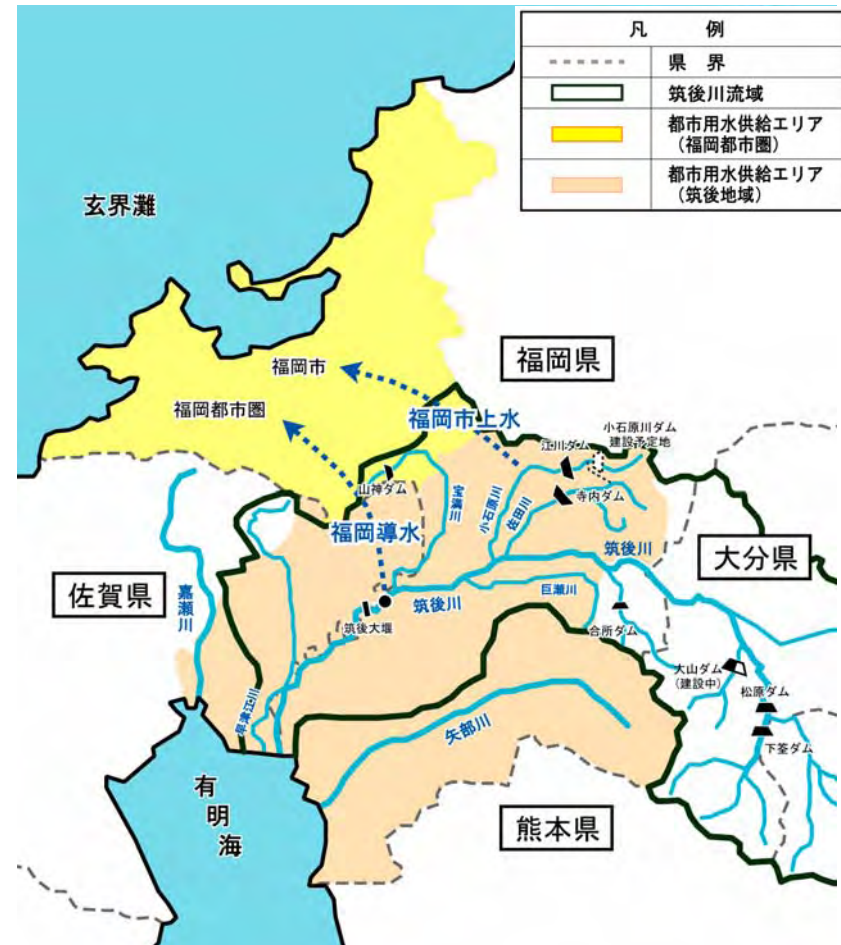 凡 例
県 界
筑後川流域
都市用水供給エリア
(福岡都市圏)
都市用水供給エリア
(筑後地域)
玄界灘
福岡県
福岡市
福岡都市圏
福岡市上水
小石原川ダム
建設予定地
江川ダム
山神ダム
宝満川
小石原川
佐田川
寺内ダム
福岡導水
筑後川
大分県
佐賀県
嘉瀬川
筑後川
巨瀬川
筑後大堰
合所ダム
大山ダム
(建設中)
松原ダム
早津江川
矢部川
下筌ダム
有明海
熊本県